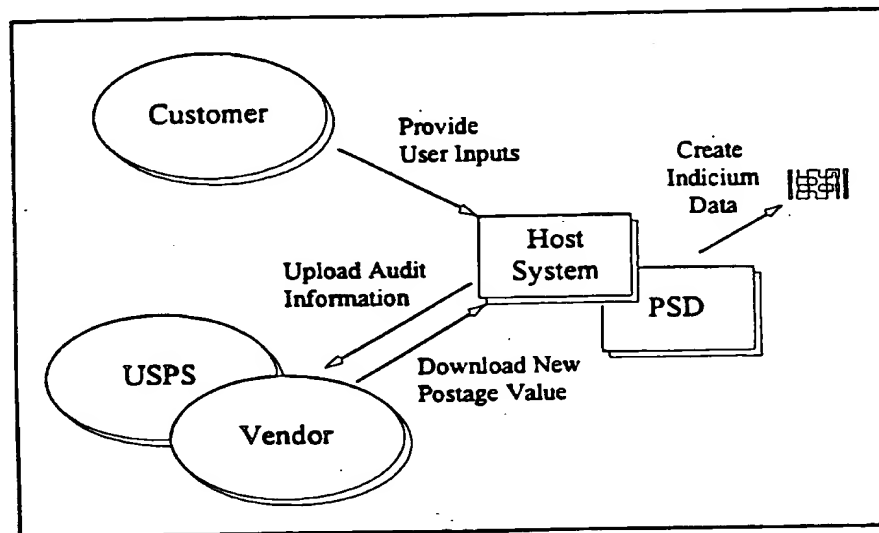 Customer
Provide
User Inputs
Create
Indicium
Data
Host
System
Upload Audit
Information
PSD
USPS
Download New
Postage Value
Vendor